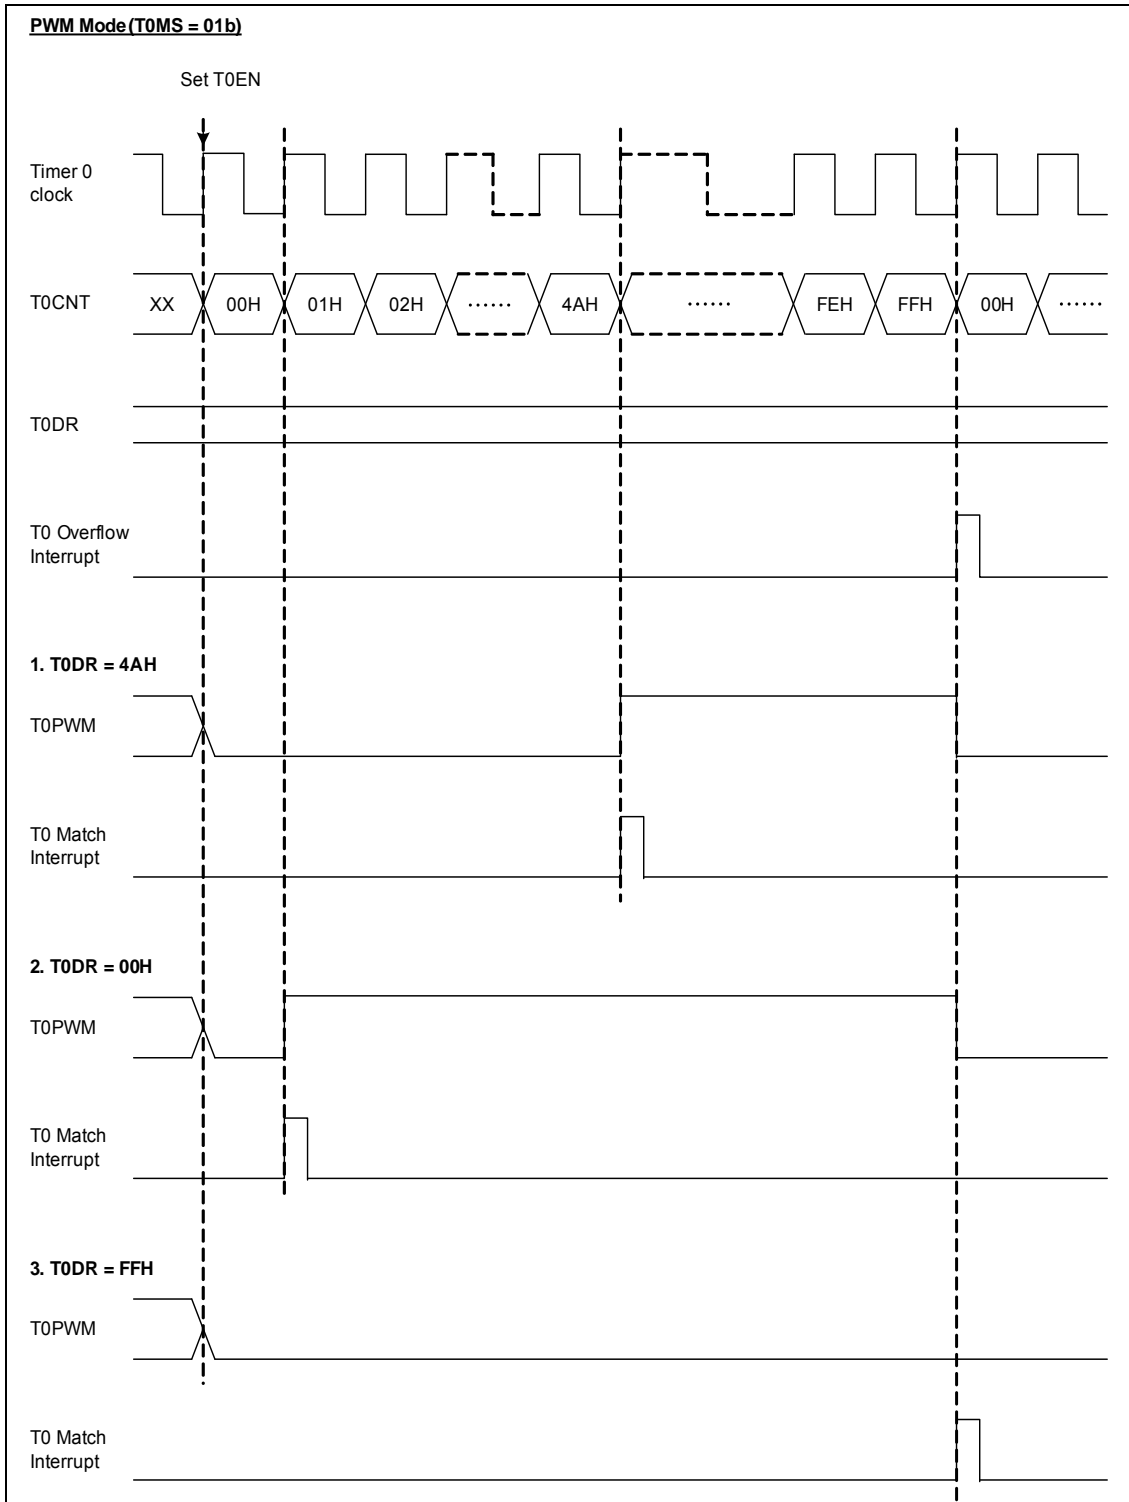 PWM Mode(T0MS = 01b)
Set T0EN
Timer 0
clock
T0CNT XX 00H 01H 02H ...... 4AH ...... FEH FFH 00H ......
T0DR
T0 Overflow
Interrupt
1. T0DR = 4AH
T0PWM
T0 Match
Interrupt
2. T0DR = 00H
T0PWM
T0 Match
Interrupt
3. T0DR = FFH
T0PWM
T0 Match
Interrupt